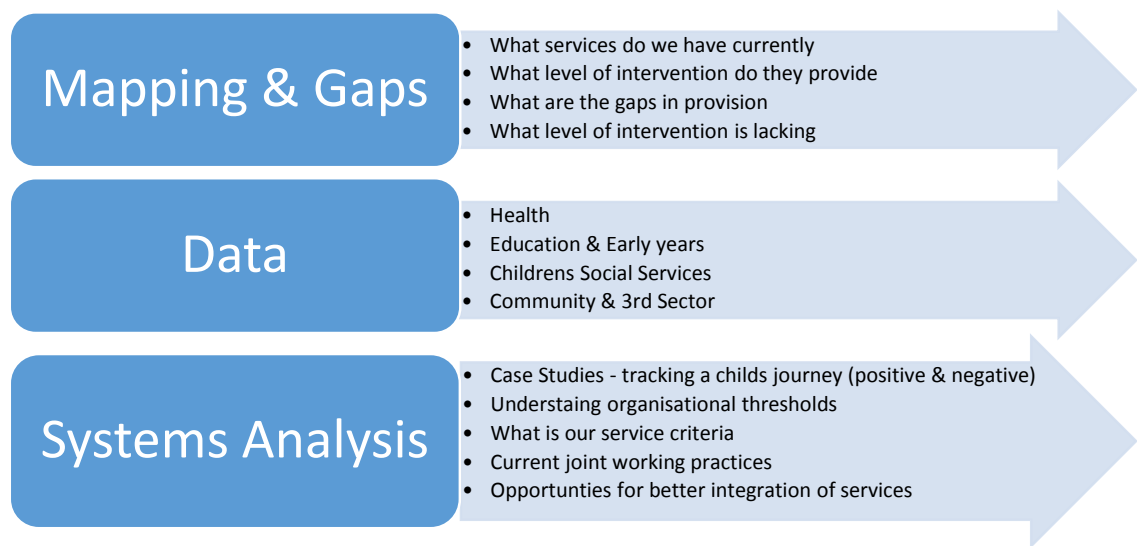 Mapping & Gaps
• What services do we have currently
• What level of intervention do they provide
• What are the gaps in provision
• What level of intervention is lacking
Data
• Health
• Education & Early years
• Childrens Social Services
• Community & 3rd Sector
Systems Analysis
• Case Studies - tracking a childs journey (positive & negative)
• Understaing organisational thresholds
• What is our service criteria
• Current joint working practices
• Opportunties for better integration of services